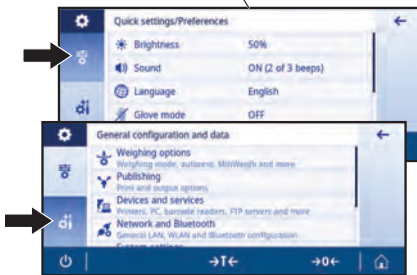 Quick settings/Preferences
Brightness 50%
Sound ON (2 of 3 beeps)
Language English
Glove mode OFF
General configuration and data
Weighing options
Weighing mode, autozero, MinWeigh and more
Publishing
Print and output options
Devices and services
Printers, PC, barcode readers, FTP servers and more
Network and Bluetooth
General LAN, WLAN and Bluetooth configuration
System settings
→T←
→0←